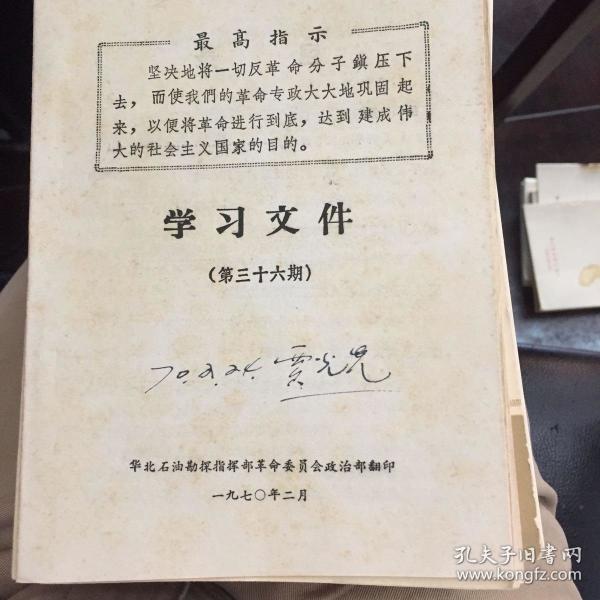 最高指示
坚决地将一切反革命分子鎭压下
去，而使我們的革命专政大大地巩固起
来，以便将革命进行到底，达到建成伟
大的社会主义国家的目的。
学习文件
（第三十六期）
70.2.24.
华北石油勘探指挥部革命委员会政治部翻印
一九七〇年二月
孔夫子旧书网
www.kongfz.com